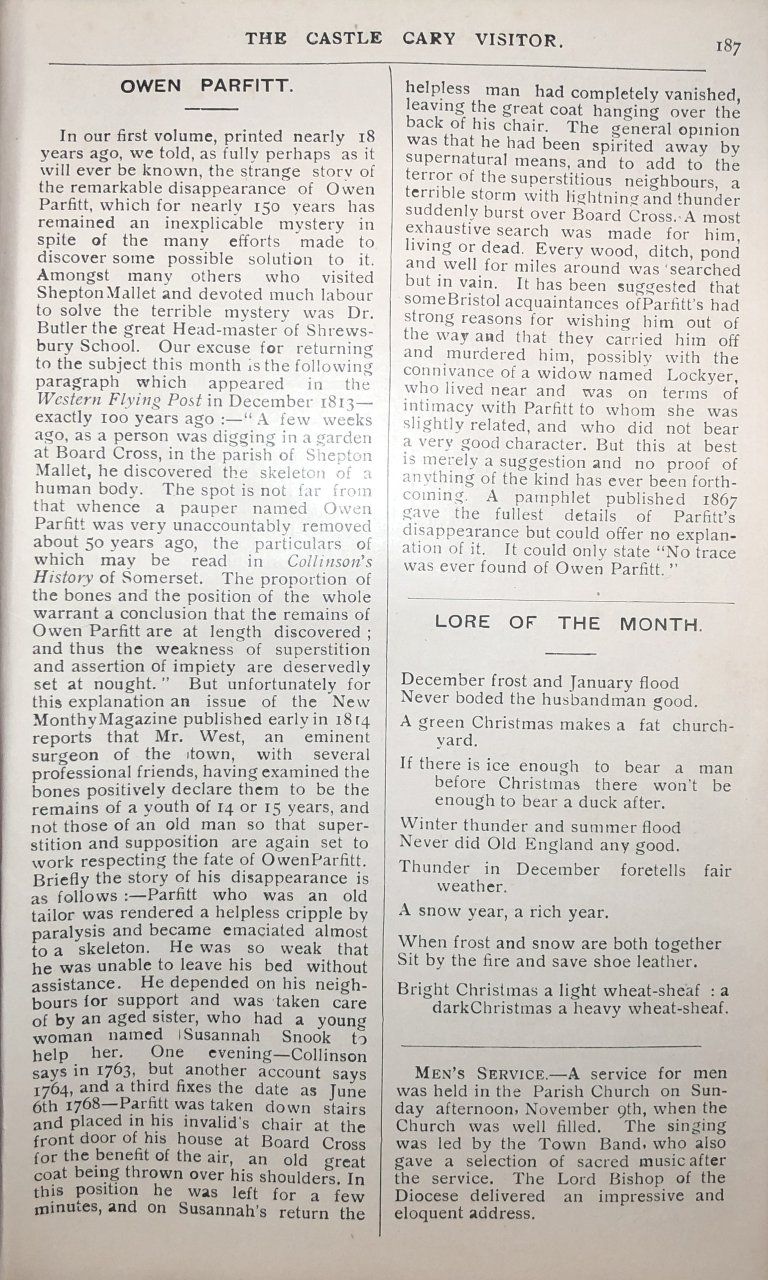 THE CASTLE CARY VISITOR.
187
OWEN PARFITT.
In our first volume, printed nearly 18
years ago, we told, as fully perhaps as it
will ever be known, the strange story of
the remarkable disappearance of Owen
Parfitt, which for nearly 150 years has
remained an inexplicable mystery in
spite of the many efforts made to
discover some possible solution to it.
Amongst many others who visited
Shepton Mallet and devoted much labour
to solve the terrible mystery was Dr.
Butler the great Head-master of Shrews-
bury School. Our excuse for returning
to the subject this month is the following
paragraph which appeared in the
Western Flying Post in December 1813—
exactly 100 years ago :—"A few weeks
ago, as a person was digging in a garden
at Board Cross, in the parish of Shepton
Mallet, he discovered the skeleton of a
human body. The spot is not far from
that whence a pauper named Owen
Parfitt was very unaccountably removed
about 50 years ago, the particulars of
which may be read in Collinson's
History of Somerset. The proportion of
the bones and the position of the whole
warrant a conclusion that the remains of
Owen Parfitt are at length discovered ;
and thus the weakness of superstition
and assertion of impiety are deservedly
set at nought." But unfortunately for
this explanation an issue of the New
Monthy Magazine published early in 1814
reports that Mr. West, an eminent
surgeon of the town, with several
professional friends, having examined the
bones positively declare them to be the
remains of a youth of 14 or 15 years, and
not those of an old man so that super-
stition and supposition are again set to
work respecting the fate of Owen Parfitt.
Briefly the story of his disappearance is
as follows :—Parfitt who was an old
tailor was rendered a helpless cripple by
paralysis and became emaciated almost
to a skeleton. He was so weak that
he was unable to leave his bed without
assistance. He depended on his neigh-
bours for support and was taken care
of by an aged sister, who had a young
woman named Susannah Snook to
help her. One evening—Collinson
says in 1763, but another account says
1764, and a third fixes the date as June
6th 1768—Parfitt was taken down stairs
and placed in his invalid's chair at the
front door of his house at Board Cross
for the benefit of the air, an old great
coat being thrown over his shoulders. In
this position he was left for a few
minutes, and on Susannah's return the
helpless man had completely vanished,
leaving the great coat hanging over the
back of his chair. The general opinion
was that he had been spirited away by
supernatural means, and to add to the
terror of the superstitious neighbours, a
terrible storm with lightning and thunder
suddenly burst over Board Cross. A most
exhaustive search was made for him,
living or dead. Every wood, ditch, pond
and well for miles around was searched
but in vain. It has been suggested that
some Bristol acquaintances of Parfitt's had
strong reasons for wishing him out of
the way and that they carried him off
and murdered him, possibly with the
connivance of a widow named Lockyer,
who lived near and was on terms of
intimacy with Parfitt to whom she was
slightly related, and who did not bear
a very good character. But this at best
is merely a suggestion and no proof of
anything of the kind has ever been forth-
coming. A pamphlet published 1867
gave the fullest details of Parfitt's
disappearance but could offer no explan-
ation of it. It could only state "No trace
was ever found of Owen Parfitt."
LORE OF THE MONTH.
December frost and January flood
Never boded the husbandman good.
A green Christmas makes a fat church-
yard.
If there is ice enough to bear a man
before Christmas there won't be
enough to bear a duck after.
Winter thunder and summer flood
Never did Old England any good.
Thunder in December foretells fair
weather.
A snow year, a rich year.
When frost and snow are both together
Sit by the fire and save shoe leather.
Bright Christmas a light wheat-sheaf : a
dark Christmas a heavy wheat-sheaf.
MEN'S SERVICE.—A service for men
was held in the Parish Church on Sun-
day afternoon, November 9th, when the
Church was well filled. The singing
was led by the Town Band, who also
gave a selection of sacred music after
the service. The Lord Bishop of the
Diocese delivered an impressive and
eloquent address.